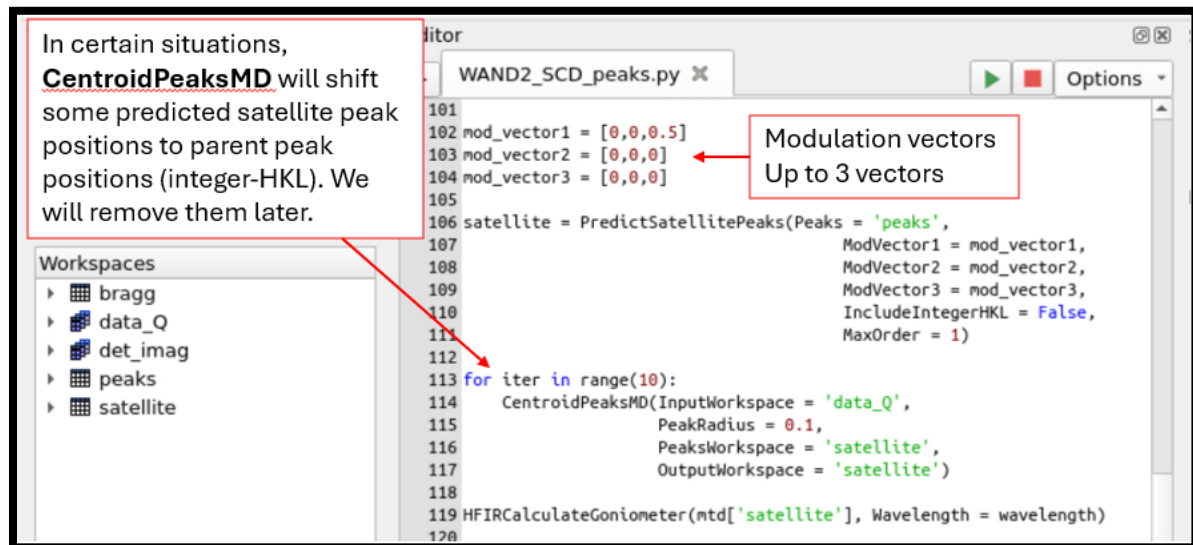 In certain situations,
CentroidPeaksMD will shift
some predicted satellite peak
positions to parent peak
positions (integer-HKL). We
will remove them later.
WAND2_SCD_peaks.py
Options
101
102 mod_vector1 = [0,0,0.5]
103 mod_vector2 = [0,0,0]
104 mod_vector3 = [0,0,0]
105
106 satellite = PredictSatellitePeaks(Peaks = 'peaks',
107 ModVector1 = mod_vector1,
108 ModVector2 = mod_vector2,
109 ModVector3 = mod_vector3,
110 IncludeIntegerHKL = False,
111 MaxOrder = 1)
112
113 for iter in range(10):
114 CentroidPeaksMD(InputWorkspace = 'data_Q',
115 PeakRadius = 0.1,
116 PeaksWorkspace = 'satellite',
117 OutputWorkspace = 'satellite')
118
119 HFIRCalculateGoniometer(mtd['satellite'], Wavelength = wavelength)
120
Modulation vectors
Up to 3 vectors
Workspaces
bragg
data_Q
det_imag
peaks
satellite